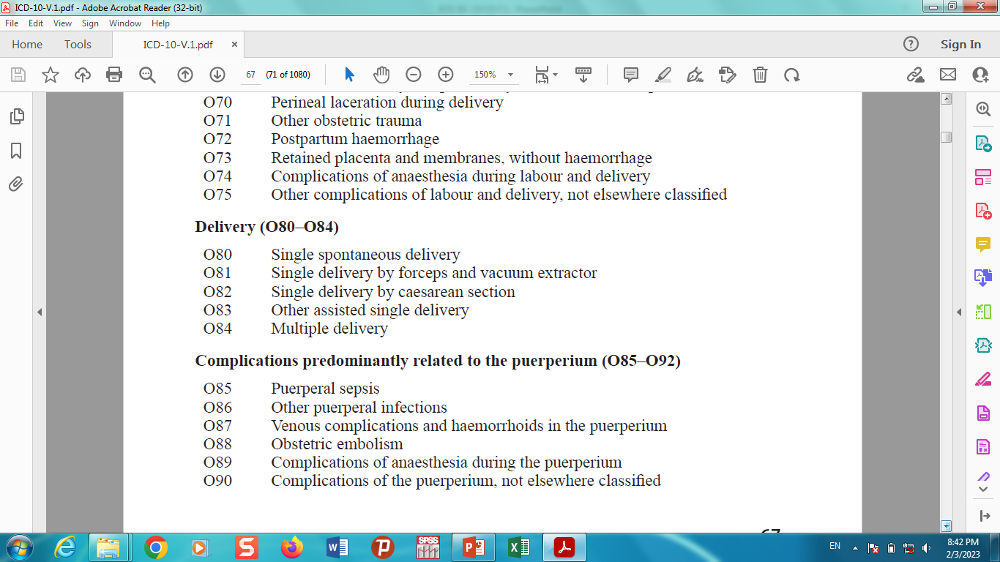 ICD-10-V.1.pdf - Adobe Acrobat Reader (32-bit)
File Edit View Sign Window Help
Home Tools ICD-10-V.1.pdf × ? Sign In
67 (71 of 1080) 150%
O70 Perineal laceration during delivery
O71 Other obstetric trauma
O72 Postpartum haemorrhage
O73 Retained placenta and membranes, without haemorrhage
O74 Complications of anaesthesia during labour and delivery
O75 Other complications of labour and delivery, not elsewhere classified
Delivery (O80–O84)
O80 Single spontaneous delivery
O81 Single delivery by forceps and vacuum extractor
O82 Single delivery by caesarean section
O83 Other assisted single delivery
O84 Multiple delivery
Complications predominantly related to the puerperium (O85–O92)
O85 Puerperal sepsis
O86 Other puerperal infections
O87 Venous complications and haemorrhoids in the puerperium
O88 Obstetric embolism
O89 Complications of anaesthesia during the puerperium
O90 Complications of the puerperium, not elsewhere classified
67
SPSS
EN 8:42 PM
2/3/2023